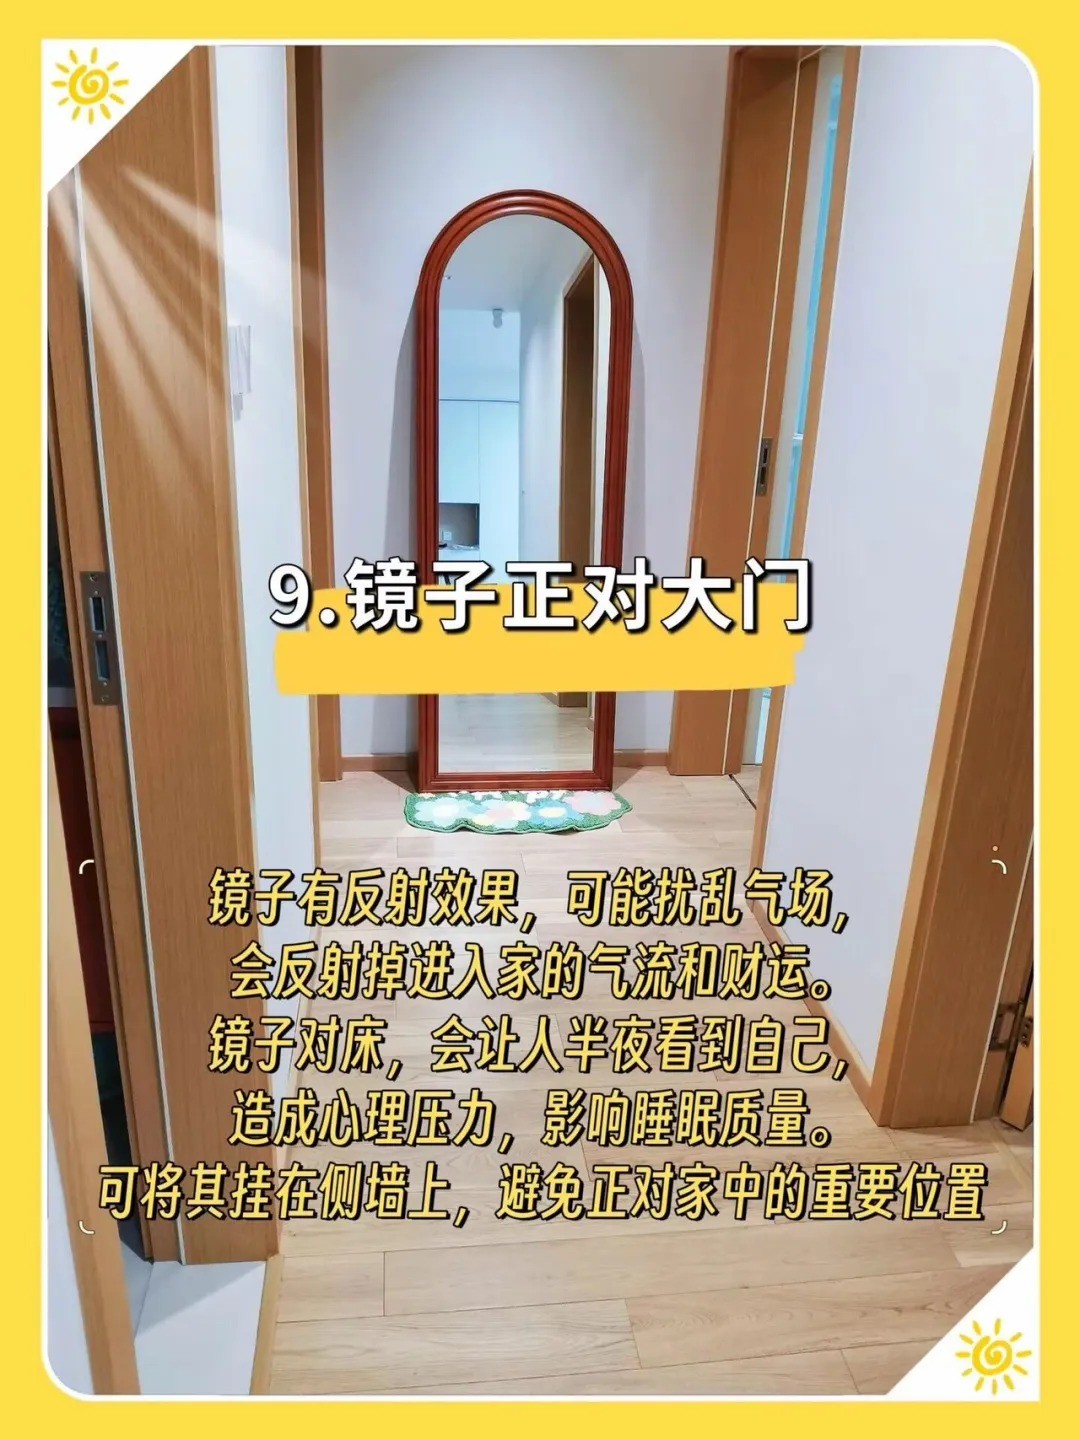 9.镜子正对大门
镜子有反射效果，可能扰乱气场，
会反射掉进入家的气流和财运。
镜子对床，会让人半夜看到自己，
造成心理压力，影响睡眠质量。
可将其挂在侧墙上，避免正对家中的重要位置